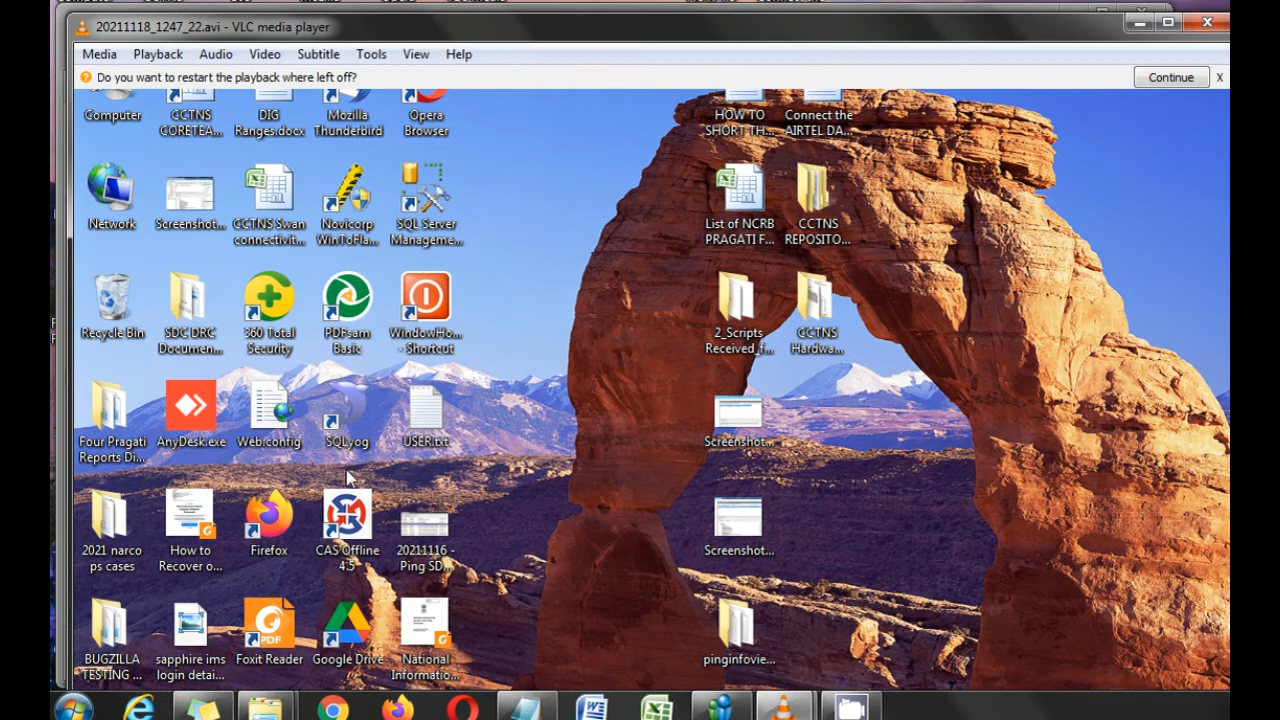 20211118_1247_22.avi - VLC media player
Media Playback Audio Video Subtitle Tools View Help
Do you want to restart the playback where left off? Continue X
Computer
CCTNS
CORETEA...
DIG
Ranges.docx
Mozilla
Thunderbird
Opera
Browser
HOW TO
SHORT TH...
Connect the
AIRTEL DA...
Network
Screenshot...
CCTNS Swan
connectivit...
Novicorp
WinToFla...
SQL Server
Manageme...
List of NCRB
PRAGATI F...
CCTNS
REPOSITO...
Recycle Bin
SDC DRC
Documen...
360 Total
Security
PDFsam
Basic
WindowHo...
- Shortcut
2_Scripts
Received_f...
CCTNS
Hardwa...
Four Pragati
Reports Di...
AnyDesk.exe
Web.config
SQLyog
USER.txt
Screenshot...
2021 narco
ps cases
How to
Recover o...
Firefox
CAS Offline
4.5
20211116 -
Ping SD...
Screenshot...
BUGZILLA
TESTING ...
sapphire ims
login detai...
PDF
Foxit Reader
Google Drive
National
Informatio...
pinginfovie...